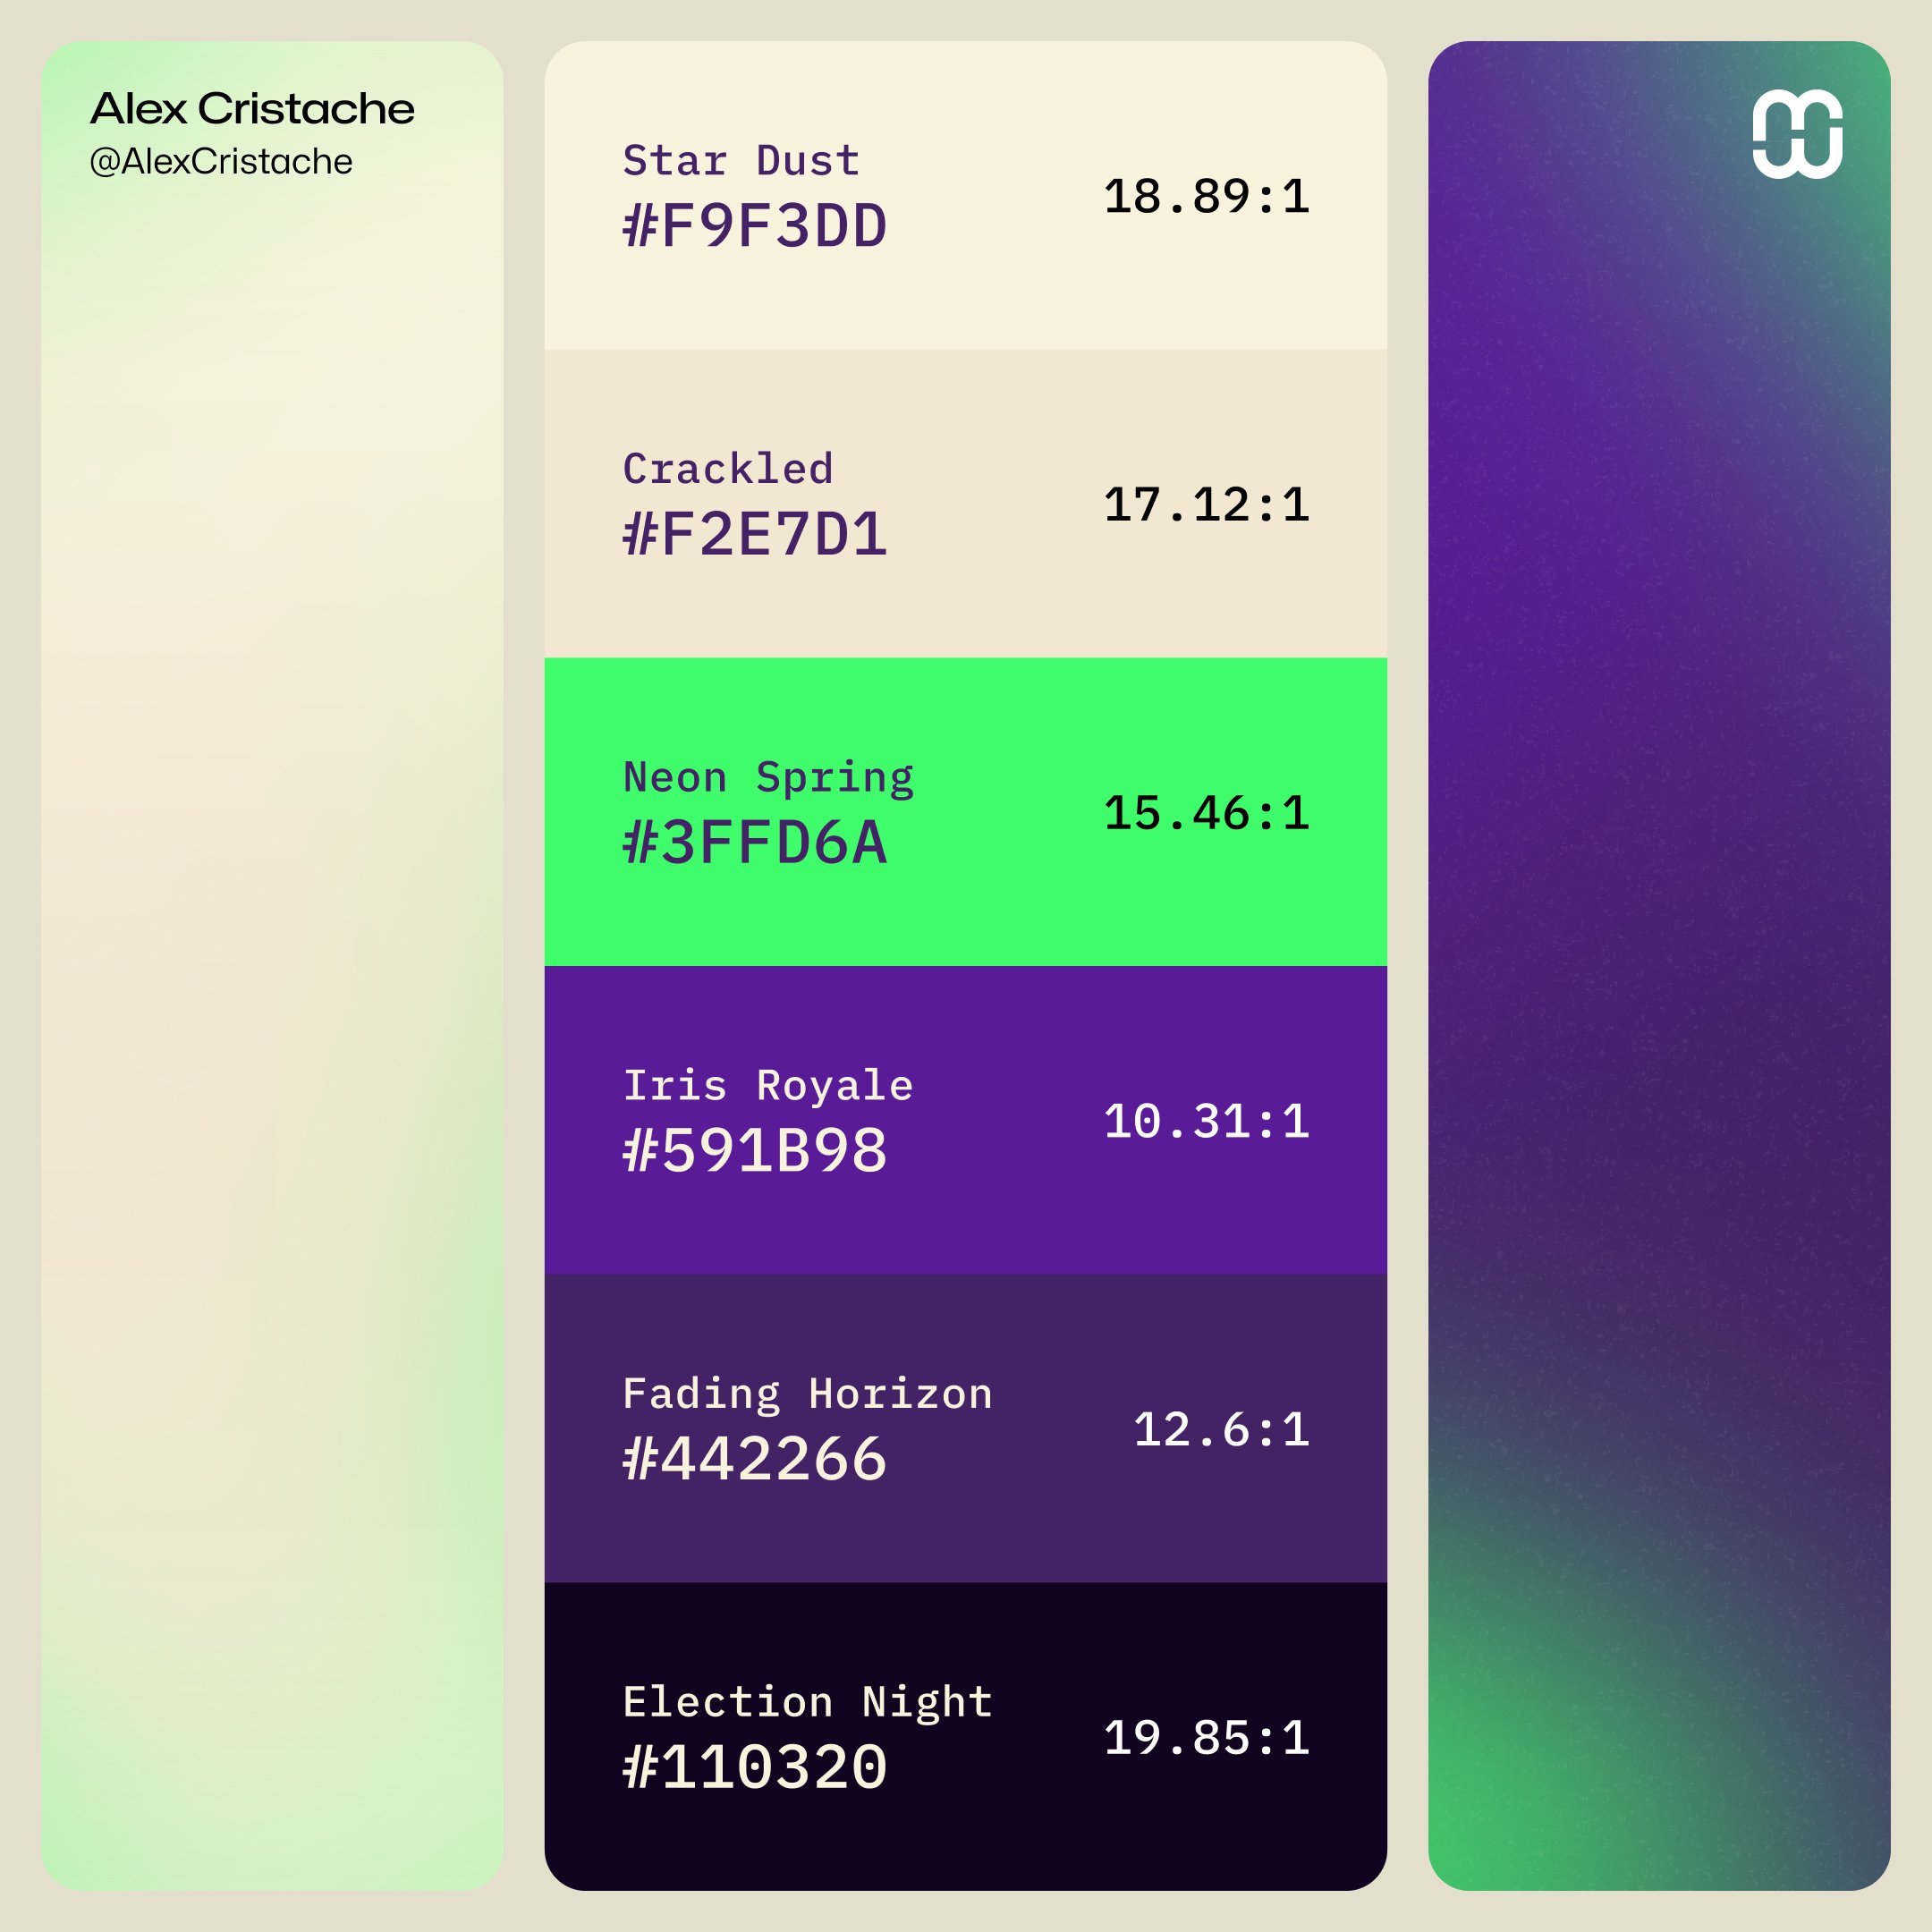 Alex Cristache
@AlexCristache
Star Dust
#F9F3DD
18.89:1
Crackled
#F2E7D1
17.12:1
Neon Spring
#3FFD6A
15.46:1
Iris Royale
#591B98
10.31:1
Fading Horizon
#442266
12.6:1
Election Night
#110320
19.85:1